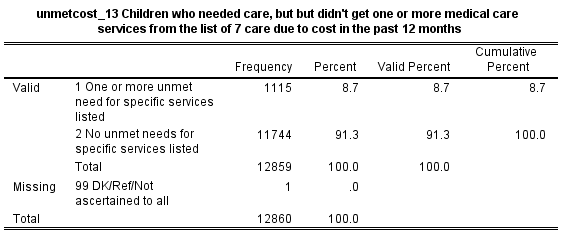 unmetcost_13 Children who needed care, but but didn't get one or more medical care
services from the list of 7 care due to cost in the past 12 months
Cumulative
Frequency Percent Valid Percent Percent
Valid 1 One or more unmet 1115 8.7 8.7 8.7
need for specific services
listed
2 No unmet needs for 11744 91.3 91.3 100.0
specific services listed
Total 12859 100.0 100.0
Missing 99 DK/Ref/Not 1 .0
ascertained to all
Total 12860 100.0